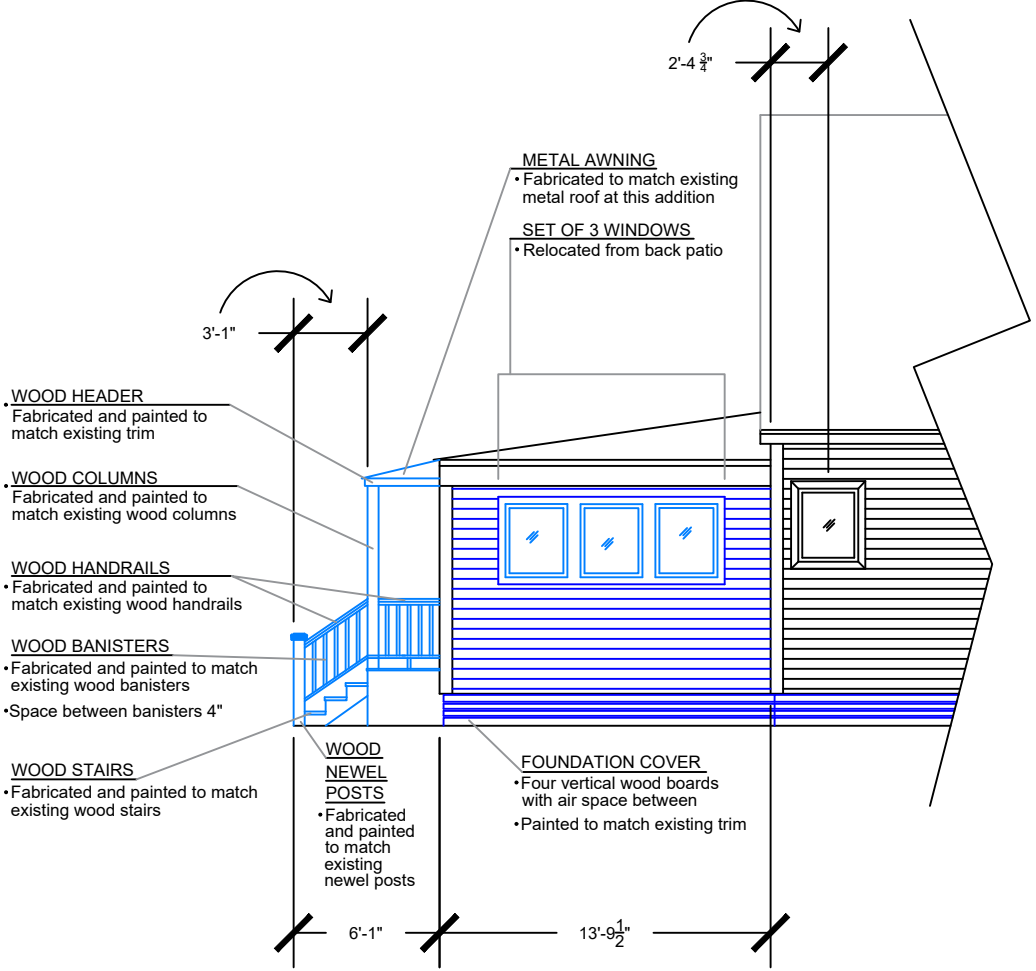 2'-4 3/4"
METAL AWNING
• Fabricated to match existing
metal roof at this addition
SET OF 3 WINDOWS
• Relocated from back patio
3'-1"
WOOD HEADER
• Fabricated and painted to
match existing trim
WOOD COLUMNS
• Fabricated and painted to
match existing wood columns
WOOD HANDRAILS
• Fabricated and painted to
match existing wood handrails
WOOD BANISTERS
• Fabricated and painted to match
existing wood banisters
• Space between banisters 4"
WOOD STAIRS
• Fabricated and painted to match
existing wood stairs
WOOD
NEWEL
POSTS
• Fabricated
and painted
to match
existing
newel posts
FOUNDATION COVER
• Four vertical wood boards
with air space between
• Painted to match existing trim
6'-1"
13'-9 1/2"